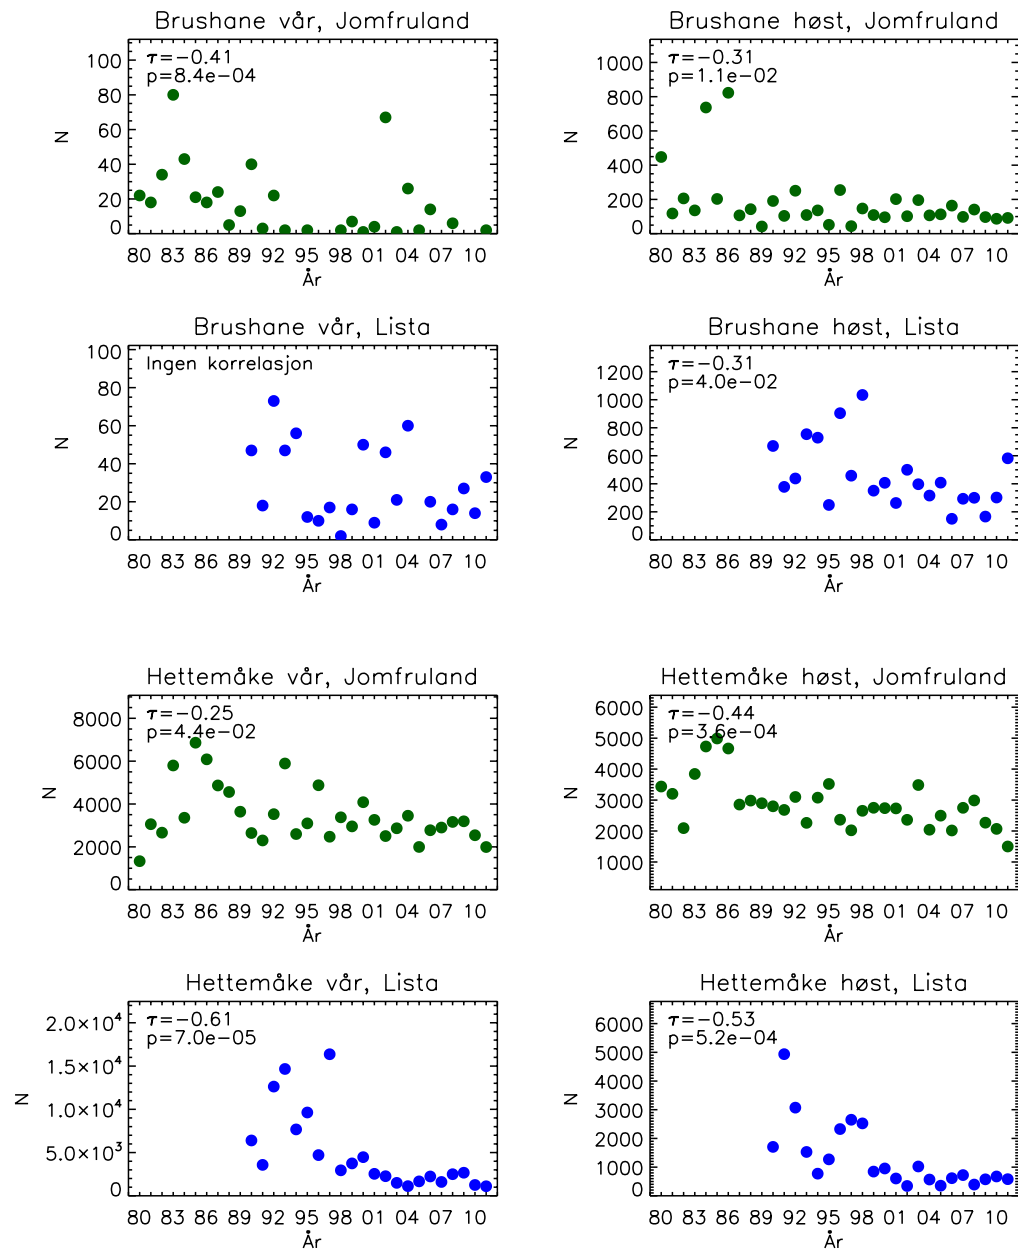 Brushane vår, Jomfruland
τ=−0.41
p=8.4e−04
100
80
60
40
20
0
N
80 83 86 89 92 95 98 01 04 07 10
År
Brushane høst, Jomfruland
τ=−0.31
p=1.1e−02
1000
800
600
400
200
0
N
80 83 86 89 92 95 98 01 04 07 10
År
Brushane vår, Lista
Ingen korrelasjon
100
80
60
40
20
0
N
80 83 86 89 92 95 98 01 04 07 10
År
Brushane høst, Lista
τ=−0.31
p=4.0e−02
1200
1000
800
600
400
200
0
N
80 83 86 89 92 95 98 01 04 07 10
År
Hettemåke vår, Jomfruland
τ=−0.25
p=4.4e−02
8000
6000
4000
2000
0
N
80 83 86 89 92 95 98 01 04 07 10
År
Hettemåke høst, Jomfruland
τ=−0.44
p=3.6e−04
6000
5000
4000
3000
2000
1000
N
80 83 86 89 92 95 98 01 04 07 10
År
Hettemåke vår, Lista
τ=−0.61
p=7.0e−05
2.0×10⁴
1.5×10⁴
1.0×10⁴
5.0×10³
0
N
80 83 86 89 92 95 98 01 04 07 10
År
Hettemåke høst, Lista
τ=−0.53
p=5.2e−04
6000
5000
4000
3000
2000
1000
0
N
80 83 86 89 92 95 98 01 04 07 10
År